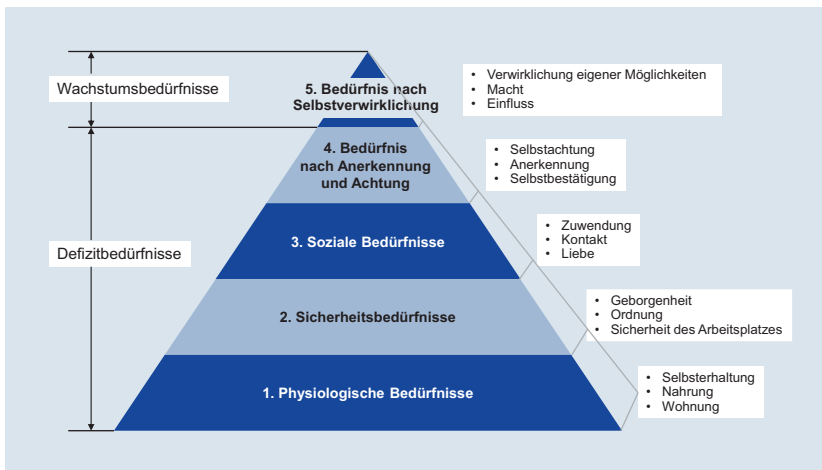 Wachstumsbedürfnisse
5. Bedürfnis nach
Selbstverwirklichung
• Verwirklichung eigener Möglichkeiten
• Macht
• Einfluss
4. Bedürfnis
nach Anerkennung
und Achtung
• Selbstachtung
• Anerkennung
• Selbstbestätigung
Defizitbedürfnisse
3. Soziale Bedürfnisse
• Zuwendung
• Kontakt
• Liebe
2. Sicherheitsbedürfnisse
• Geborgenheit
• Ordnung
• Sicherheit des Arbeitsplatzes
1. Physiologische Bedürfnisse
• Selbsterhaltung
• Nahrung
• Wohnung